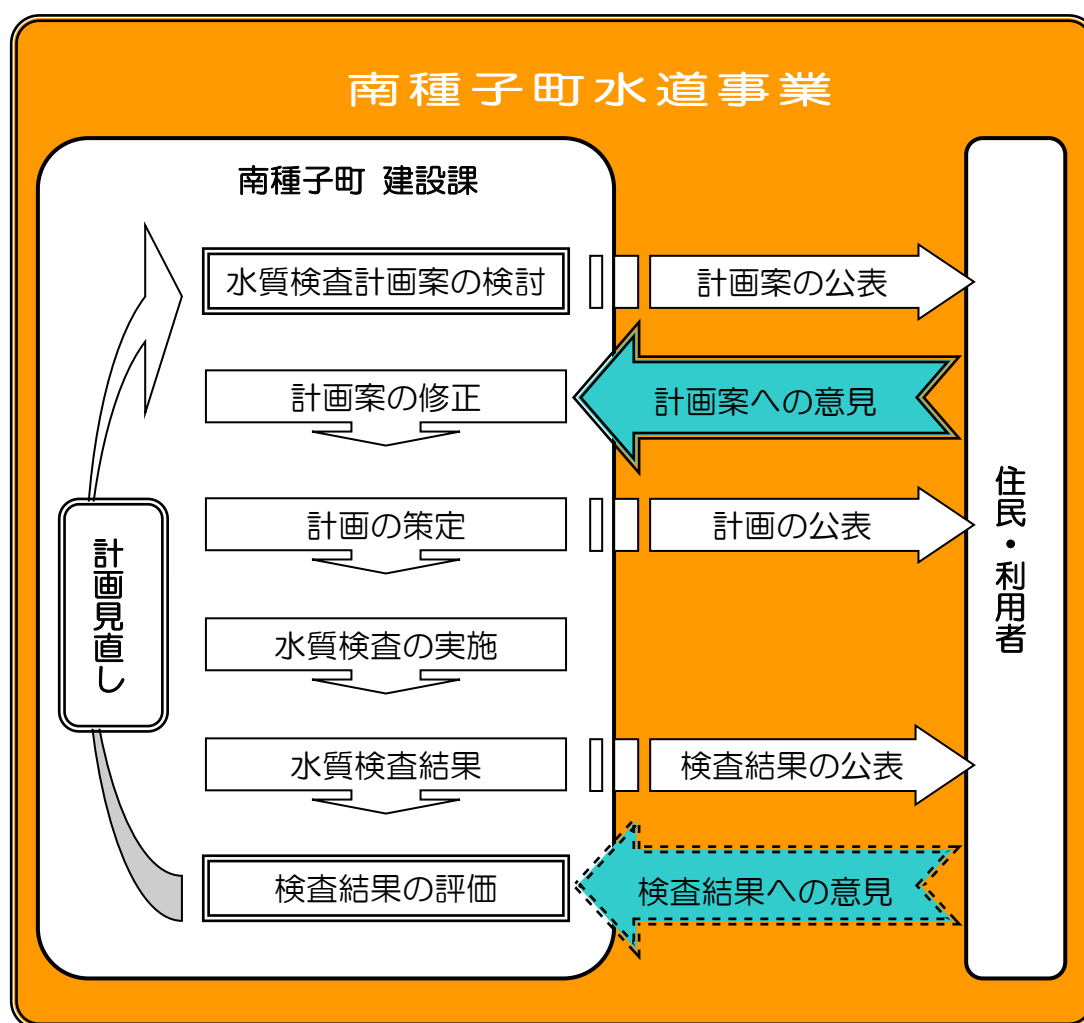 南種子町水道事業
南種子町 建設課
水質検査計画案の検討
計画案の公表
計画案の修正
計画案への意見
計画の策定
計画の公表
水質検査の実施
水質検査結果
検査結果の公表
検査結果の評価
検査結果への意見
計画見直し
住民・利用者